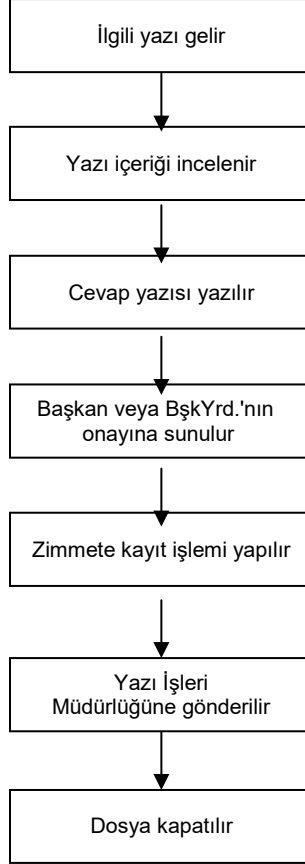 İlgili yazı gelir
Yazı içeriği incelenir
Cevap yazısı yazılır
Başkan veya BşkYrd.'nın
onayına sunulur
Zimmete kayıt işlemi yapılır
Yazı İşleri
Müdürlüğüne gönderilir
Dosya kapatılır